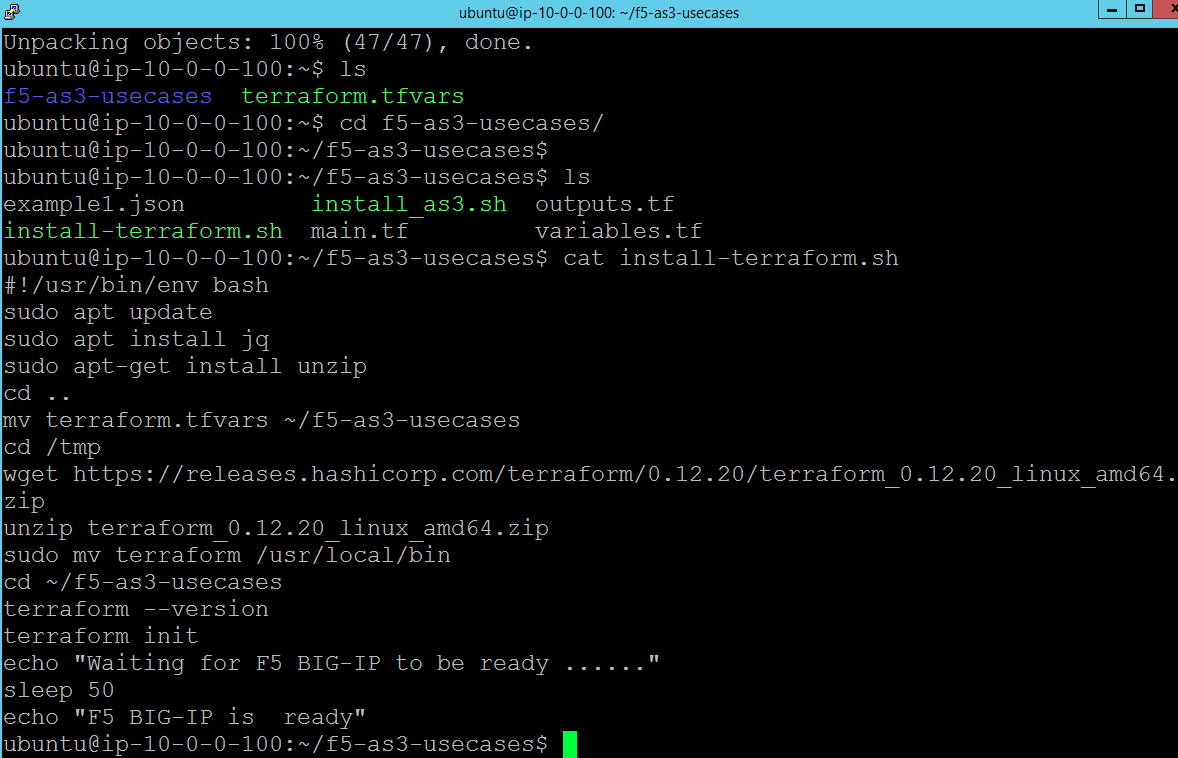 ubuntu@ip-10-0-0-100: ~/f5-as3-usecases
Unpacking objects: 100% (47/47), done.
ubuntu@ip-10-0-0-100:~$ ls
f5-as3-usecases  terraform.tfvars
ubuntu@ip-10-0-0-100:~$ cd f5-as3-usecases/
ubuntu@ip-10-0-0-100:~/f5-as3-usecases$
ubuntu@ip-10-0-0-100:~/f5-as3-usecases$ ls
example1.json         install_as3.sh  outputs.tf
install-terraform.sh  main.tf         variables.tf
ubuntu@ip-10-0-0-100:~/f5-as3-usecases$ cat install-terraform.sh
#!/usr/bin/env bash
sudo apt update
sudo apt install jq
sudo apt-get install unzip
cd ..
mv terraform.tfvars ~/f5-as3-usecases
cd /tmp
wget https://releases.hashicorp.com/terraform/0.12.20/terraform_0.12.20_linux_amd64.
zip
unzip terraform_0.12.20_linux_amd64.zip
sudo mv terraform /usr/local/bin
cd ~/f5-as3-usecases
terraform --version
terraform init
echo "Waiting for F5 BIG-IP to be ready ......"
sleep 50
echo "F5 BIG-IP is  ready"
ubuntu@ip-10-0-0-100:~/f5-as3-usecases$